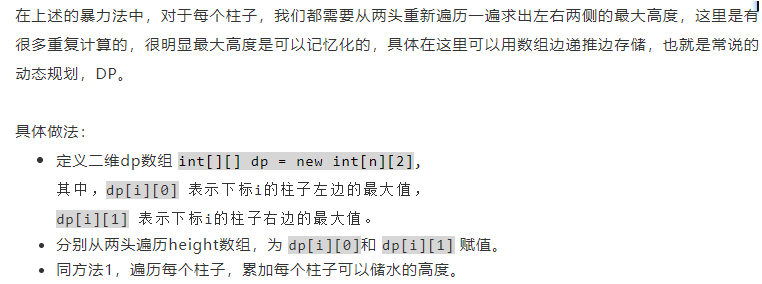 在上述的暴力法中，对于每个柱子，我们都需要从两头重新遍历一遍求出左右两侧的最大高度，这里是有
很多重复计算的，很明显最大高度是可以记忆化的，具体在这里可以用数组边递推边存储，也就是常说的
动态规划，DP。
具体做法：
• 定义二维dp数组 int[][] dp = new int[n][2],
其中，dp[i][0] 表示下标i的柱子左边的最大值，
dp[i][1] 表示下标i的柱子右边的最大值。
• 分别从两头遍历height数组，为 dp[i][0]和 dp[i][1] 赋值。
• 同方法1，遍历每个柱子，累加每个柱子可以储水的高度。